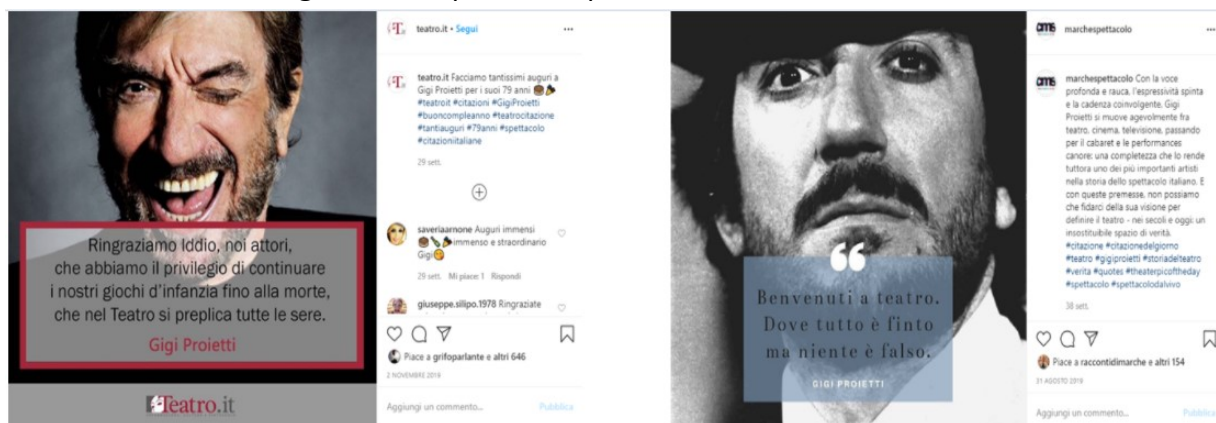 Ringraziamo Iddio, noi attori,
che abbiamo il privilegio di continuare
i nostri giochi d'infanzia fino alla morte,
che nel Teatro si preplica tutte le sere.
Gigi Proietti
Teatro.it
teatro.it • Segui
teatro.it Facciamo tantissimi auguri a
Gigi Proietti per i suoi 79 anni
#teatroit #citazioni #GigiProietti
#buoncompleanno #teatrocitazione
#tantiauguri #79anni #spettacolo
#citazioniitaliane
29 sett.
saveriaarnone Auguri immensi
immenso e straordinario
Gigi
29 sett. Mi piace: 1 Rispondi
giuseppe.silipo.1978 Ringraziate
Piace a grifoparlante e altri 646
2 NOVEMBRE 2019
Aggiungi un commento... Pubblica
“
Benvenuti a teatro.
Dove tutto è finto
ma niente è falso.
GIGI PROIETTI
ams marchespettacolo
marchespettacolo Con la voce
profonda e rauca, l'espressività spinta
e la cadenza coinvolgente, Gigi
Proietti si muove agevolmente fra
teatro, cinema, televisione, passando
per il cabaret e le performances
canore; una completezza che lo rende
tuttora uno dei più importanti artisti
nella storia dello spettacolo italiano. E
con queste premesse, non possiamo
che fidarci della sua visione per
definire il teatro - nei secoli e oggi: un
insostituibile spazio di verità.
#citazione #citazionedelgiorno
#teatro #gigiproietti #storiadelteatro
#verita #quotes #theaterpicoftheday
#spettacolo #spettacolodalvivo
38 sett.
Piace a raccontidimarche e altri 154
31 AGOSTO 2019
Aggiungi un commento... Pubblica